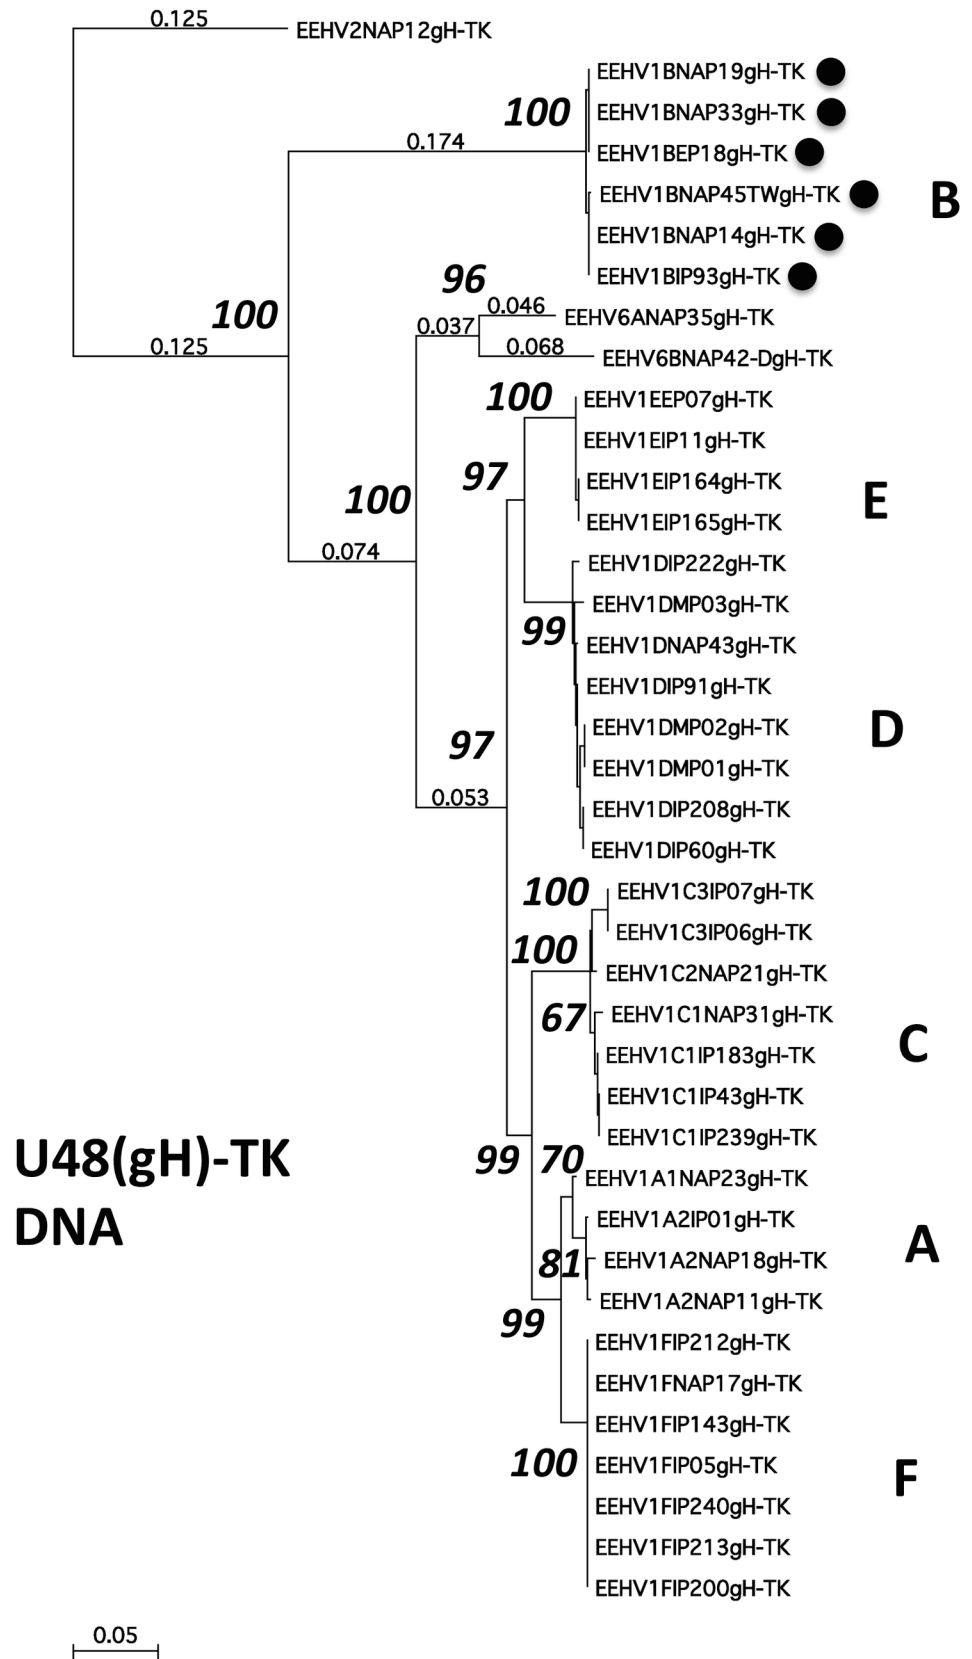 0.125
EEHV2NAP12gH-TK
EEHV1BNAP19gH-TK
100
EEHV1BNAP33gH-TK
0.174
EEHV1BEP18gH-TK
EEHV1BNAP45TWgH-TK
B
EEHV1BNAP14gH-TK
EEHV1BIP93gH-TK
96
0.046
100
EEHV6ANAP35gH-TK
0.037
0.125
0.068
EEHV6BNAP42-DgH-TK
100
EEHV1EEP07gH-TK
EEHV1EIP11gH-TK
97
EEHV1EIP164gH-TK
100
E
EEHV1EIP165gH-TK
0.074
EEHV1DIP222gH-TK
EEHV1DMP03gH-TK
99
EEHV1DNAP43gH-TK
EEHV1DIP91gH-TK
EEHV1DMP02gH-TK
D
97
EEHV1DMP01gH-TK
0.053
EEHV1DIP208gH-TK
EEHV1DIP60gH-TK
100
EEHV1C3IP07gH-TK
EEHV1C3IP06gH-TK
100
EEHV1C2NAP21gH-TK
67
EEHV1C1NAP31gH-TK
C
EEHV1C1IP183gH-TK
EEHV1C1IP43gH-TK
EEHV1C1IP239gH-TK
U48(gH)-TK
99 70
EEHV1A1NAP23gH-TK
DNA
EEHV1A2IP01gH-TK
A
81
EEHV1A2NAP18gH-TK
EEHV1A2NAP11gH-TK
99
EEHV1FIP212gH-TK
EEHV1FNAP17gH-TK
EEHV1FIP143gH-TK
100
EEHV1FIP05gH-TK
F
EEHV1FIP240gH-TK
EEHV1FIP213gH-TK
EEHV1FIP200gH-TK
0.05